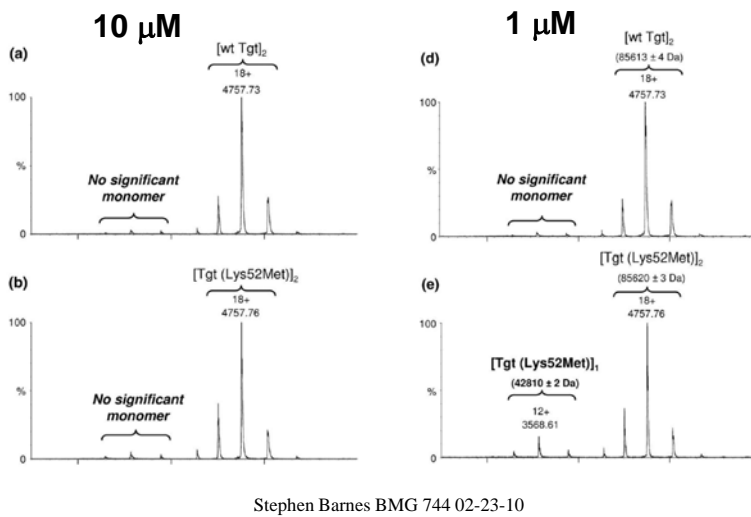 10 μM
1 μM
(a)
[wt Tgt]₂
18+
4757.73
100
%
0
No significant
monomer
(d)
[wt Tgt]₂
(85613 ± 4 Da)
18+
4757.73
100
%
0
No significant
monomer
(b)
[Tgt (Lys52Met)]₂
18+
4757.76
100
%
0
No significant
monomer
(e)
[Tgt (Lys52Met)]₂
(85620 ± 3 Da)
18+
4757.76
100
%
0
[Tgt (Lys52Met)]₁
(42810 ± 2 Da)
12+
3568.61
Stephen Barnes BMG 744 02-23-10